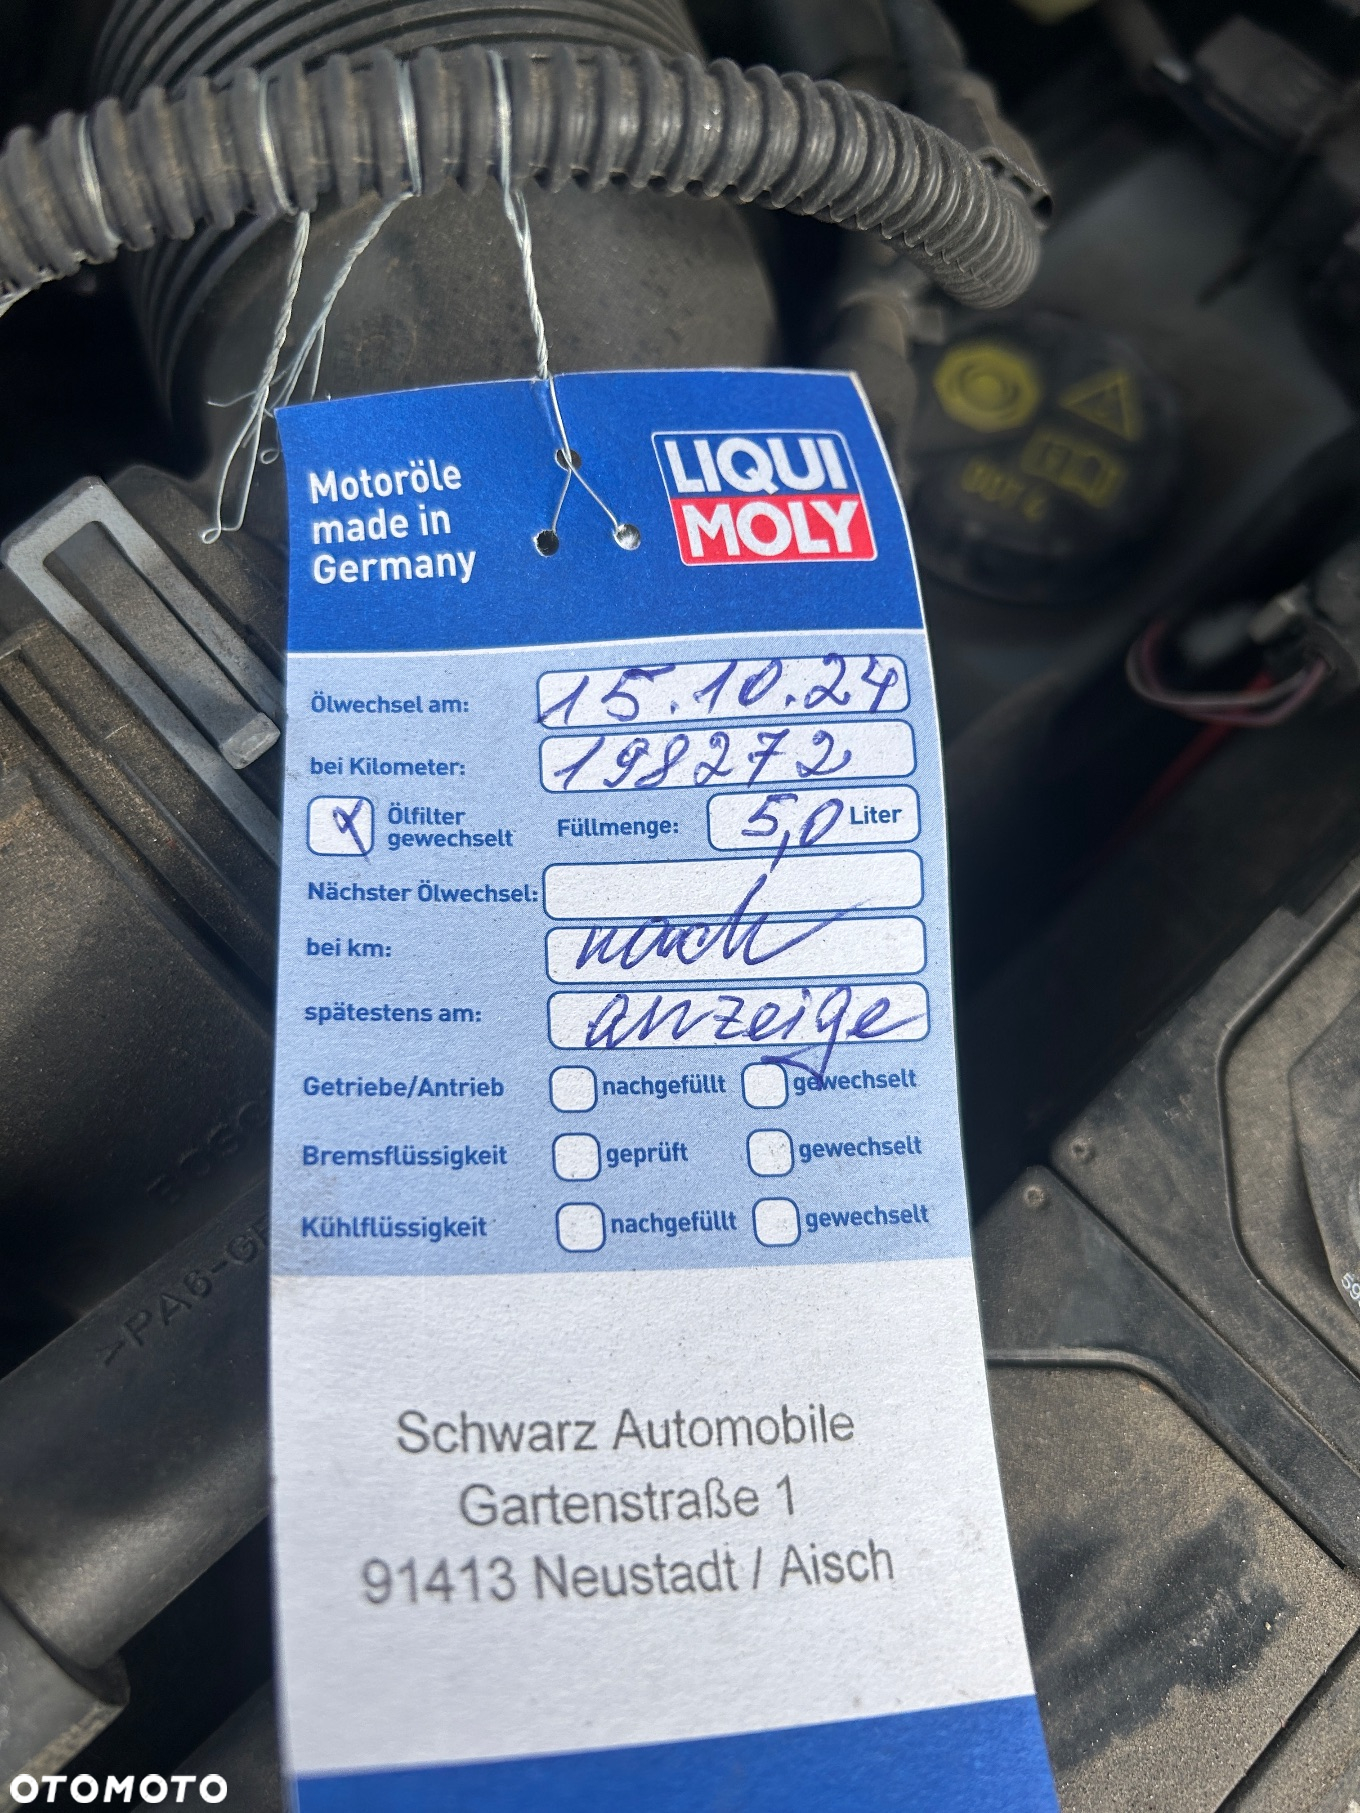 Motoröle
made in
Germany
LIQUI
MOLY
Ölwechsel am: 15.10.24
bei Kilometer: 198272
Ölfilter
gewechselt
Füllmenge: 5,0 Liter
Nächster Ölwechsel:
bei km: nach
spätestens am: anzeige
Getriebe/Antrieb nachgefüllt gewechselt
Bremsflüssigkeit geprüft gewechselt
Kühlflüssigkeit nachgefüllt gewechselt
Schwarz Automobile
Gartenstraße 1
91413 Neustadt / Aisch
>PA6-GF
OTOMOTO